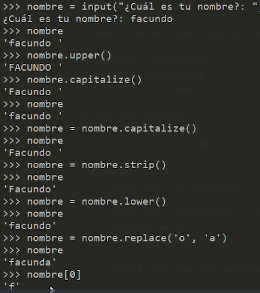 >>> nombre = input("¿Cuál es tu nombre?: "
¿Cuál es tu nombre?: facundo
>>> nombre
'facundo '
>>> nombre.upper()
'FACUNDO '
>>> nombre.capitalize()
'Facundo '
>>> nombre
'facundo '
>>> nombre = nombre.capitalize()
>>> nombre
'Facundo '
>>> nombre = nombre.strip()
>>> nombre
'Facundo'
>>> nombre = nombre.lower()
>>> nombre
'facundo'
>>> nombre = nombre.replace('o', 'a')
>>> nombre
'facunda'
>>> nombre[0]
'f'